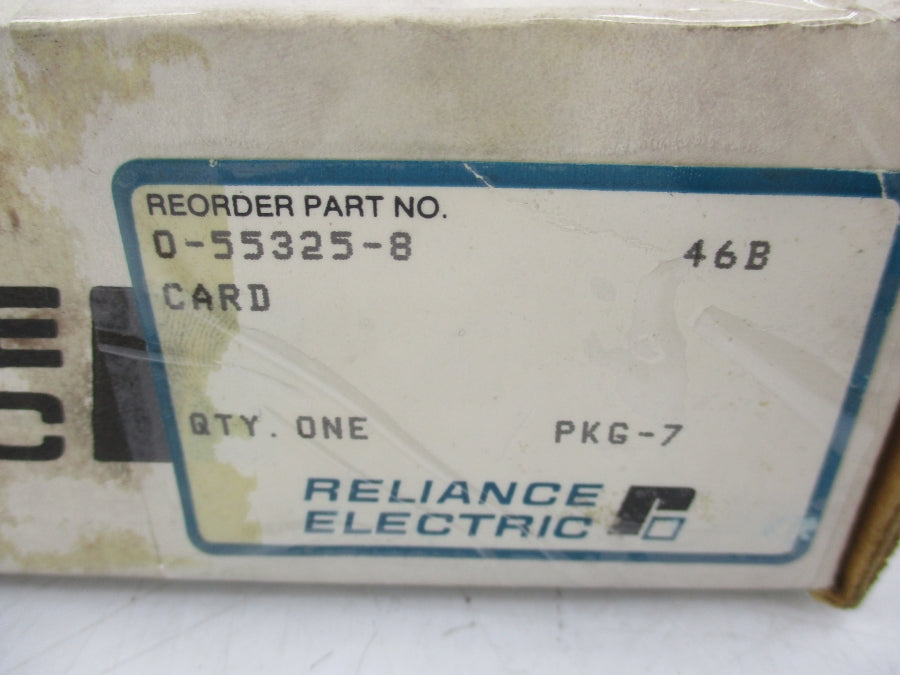 REORDER PART NO.
0-55325-8 46B
CARD
QTY. ONE PKG-7
RELIANCE
ELECTRIC